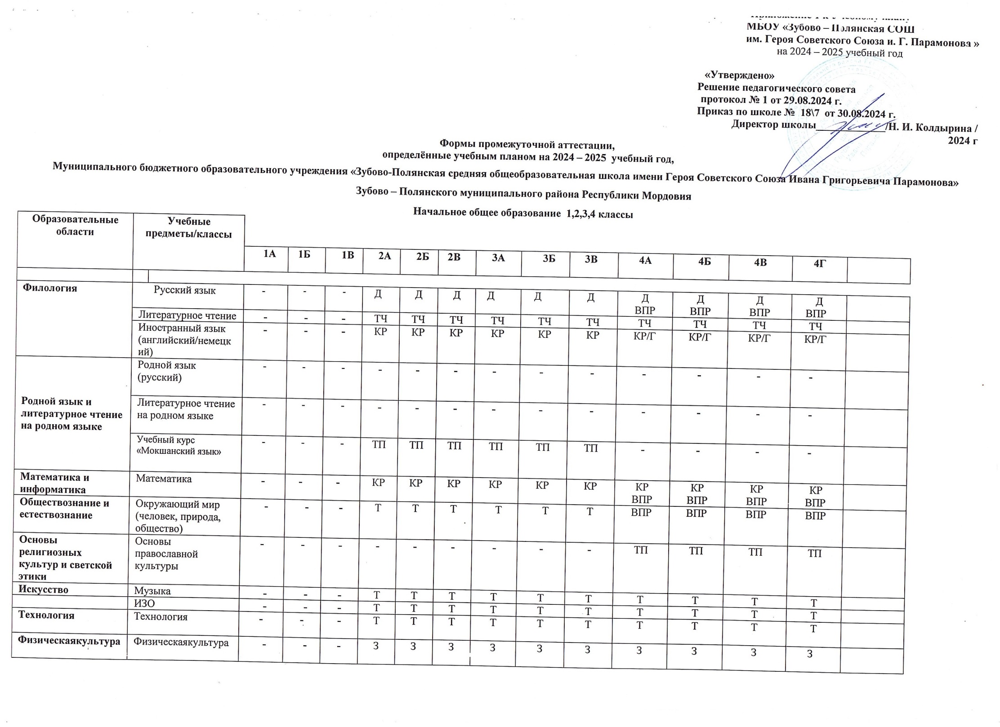 МБОУ «Зубово – Полянская СОШ
им. Героя Советского Союза и. Г. Парамонова »
на 2024 – 2025 учебный год
«Утверждено»
Решение педагогического совета
протокол № 1 от 29.08.2024 г.
Приказ по школе № 18\7 от 30.08.2024 г.
Директор школы____________/Н. И. Колдырина /
2024 г
Формы промежуточной аттестации,
определённые учебным планом на 2024 – 2025 учебный год,
Муниципального бюджетного образовательного учреждения «Зубово-Полянская средняя общеобразовательная школа имени Героя Советского Союза Ивана Григорьевича Парамонова»
Зубово – Полянского муниципального района Республики Мордовия
Начальное общее образование 1,2,3,4 классы
Образовательные области Учебные предметы/классы 1А 1Б 1В 2А 2Б 2В 3А 3Б 3В 4А 4Б 4В 4Г
Филология Русский язык - - - Д Д Д Д Д Д Д Д Д Д
ВПР ВПР ВПР ВПР
Литературное чтение - - - ТЧ ТЧ ТЧ ТЧ ТЧ ТЧ ТЧ ТЧ ТЧ ТЧ
Иностранный язык - - - КР КР КР КР КР КР КР/Г КР/Г КР/Г КР/Г
(английский/немецк
ий)
Родной язык и
литературное чтение
на родном языке
Родной язык - - - - - - - - - - - - -
(русский)
Литературное чтение - - - - - - - - - - - - -
на родном языке
Учебный курс - - - ТП ТП ТП ТП ТП ТП - - - -
«Мокшанский язык»
Математика и Математика - - - КР КР КР КР КР КР КР КР КР КР
информатика ВПР ВПР ВПР ВПР
Обществознание и Окружающий мир - - - Т Т Т Т Т Т ВПР ВПР ВПР ВПР
естествознание (человек, природа,
общество)
Основы Основы - - - - - - - - - ТП ТП ТП ТП
религиозных православной
культур и светской культуры
этики
Искусство Музыка - - - Т Т Т Т Т Т Т Т Т Т
ИЗО - - - Т Т Т Т Т Т Т Т Т Т
Технология Технология - - - Т Т Т Т Т Т Т Т Т Т
Физическаякультура Физическаякультура - - - З З З З З З З З З З